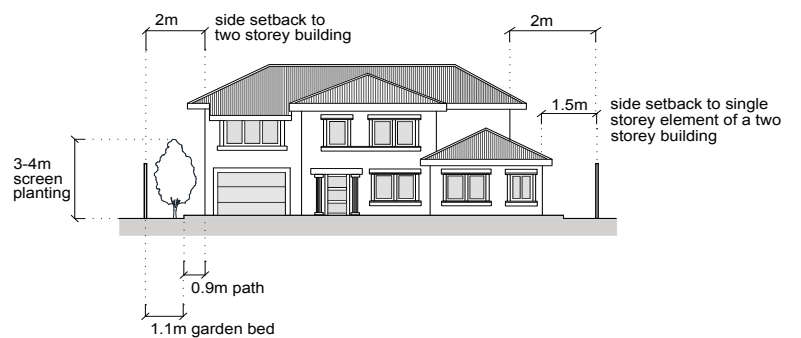 2m
side setback to
two storey building
2m
1.5m
side setback to single
storey element of a two
storey building
3-4m
screen
planting
0.9m path
1.1m garden bed